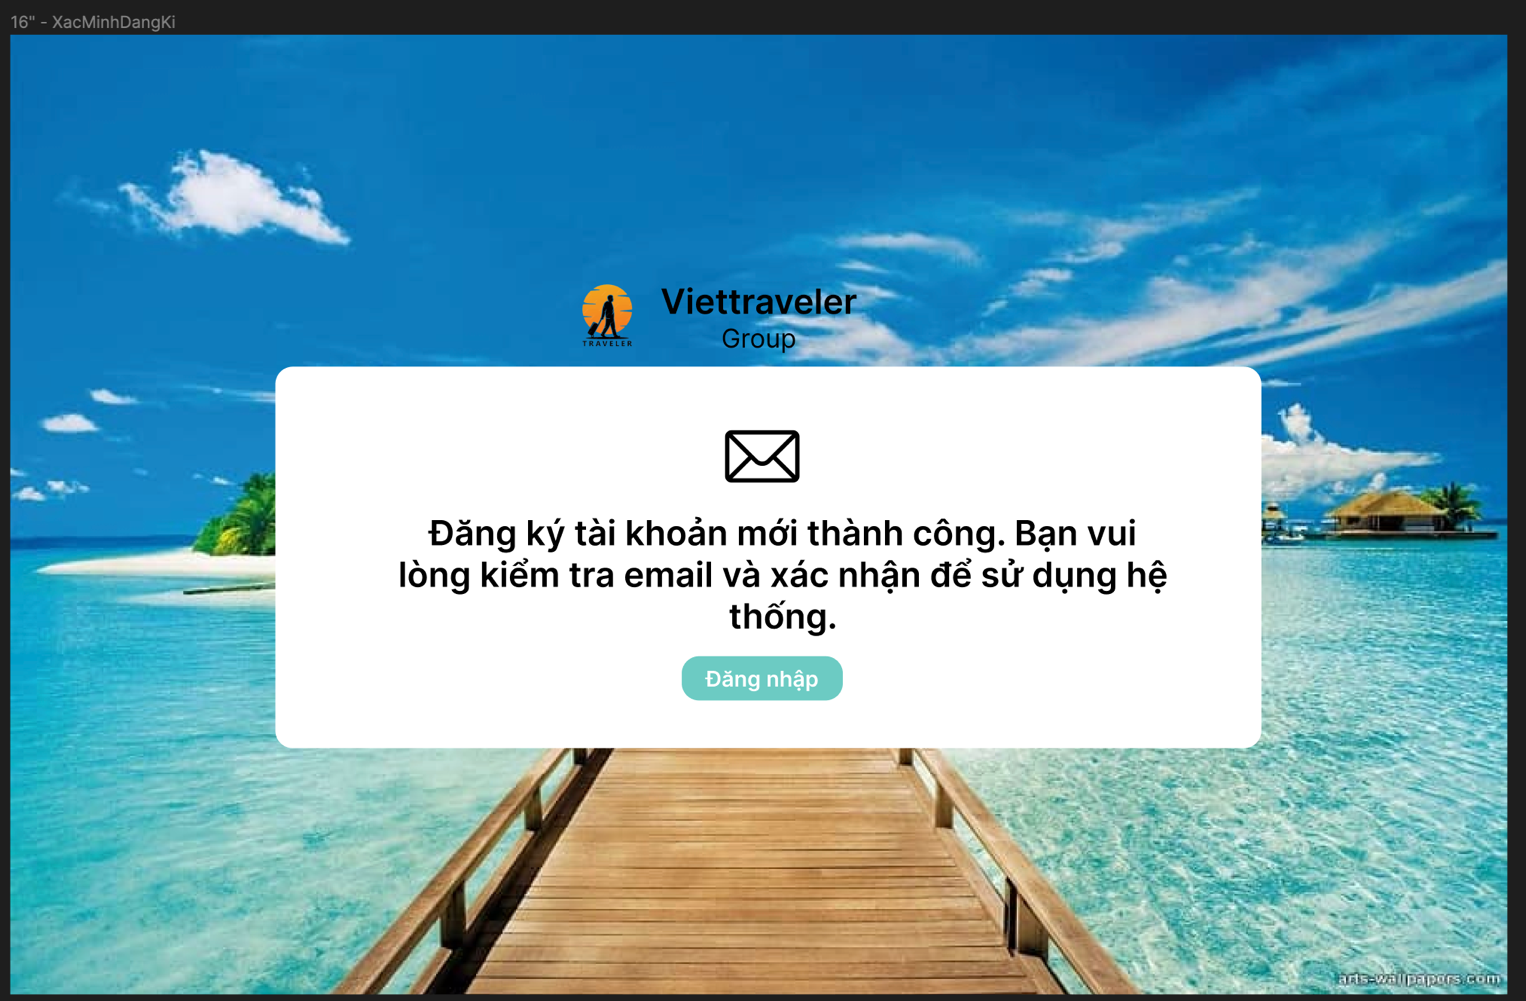 16" - XacMinhDangKi
Viettraveler
Group
TRAVELER
Đăng ký tài khoản mới thành công. Bạn vui
lòng kiểm tra email và xác nhận để sử dụng hệ
thống.
Đăng nhập
arts-wallpapors.com